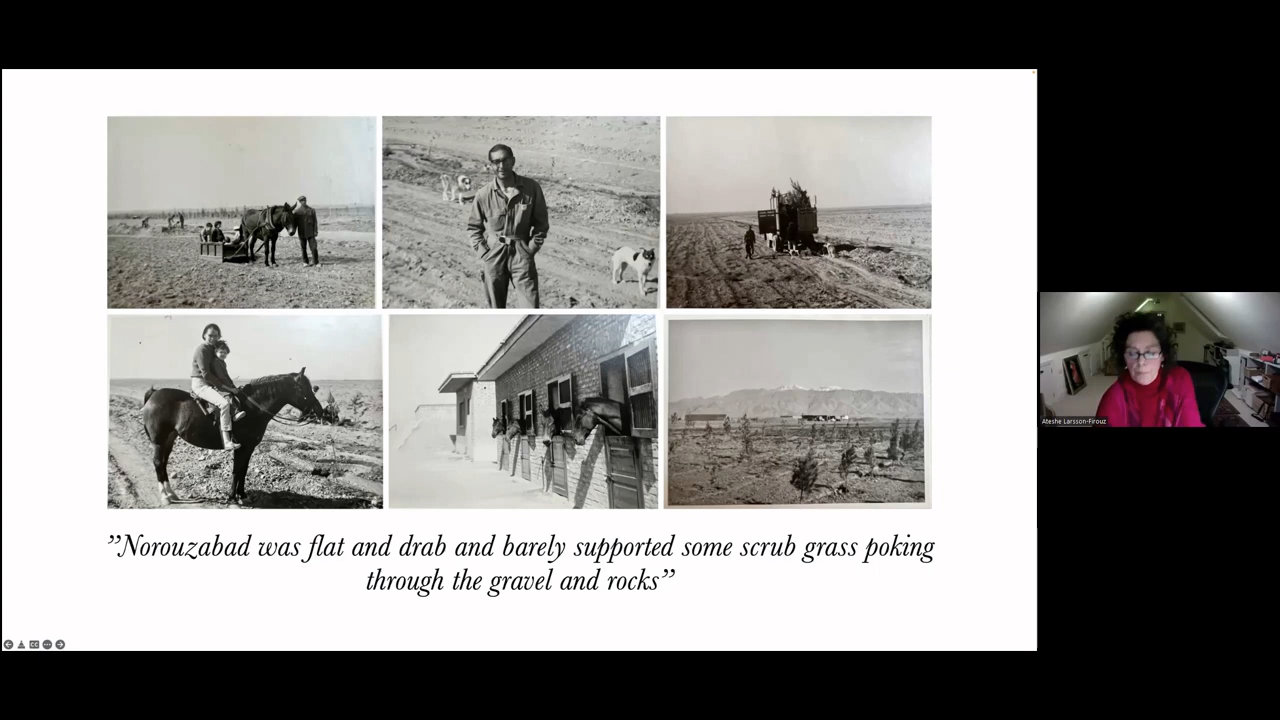 ”Norouzabad was flat and drab and barely supported some scrub grass poking
through the gravel and rocks”
Ateshe Larsson-Firouz